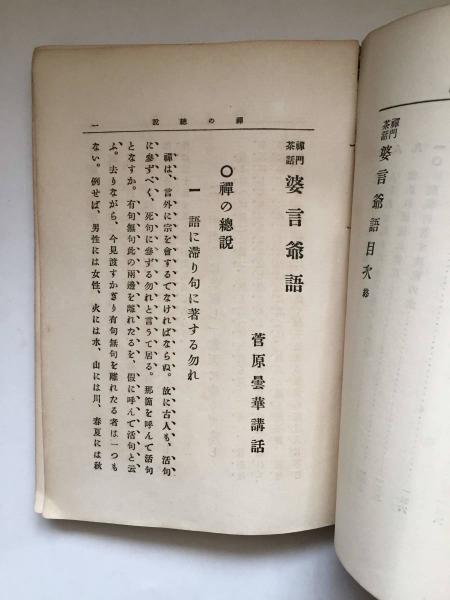 禪門
茶話
婆言爺語目次 終
禪の總說
一
禪門
茶話
婆言爺語
菅原曇華講話
〇禪の總說
一 語に滯り句に著する勿れ
禪は、言外に宗を會するでなければならぬ。故に古人も、活句
に參ずべく、死句に參ずる勿れと言うて居る。那箇を呼んで活句
となすか。有句無句此の兩邊を離れたるを、假に呼んで活句と云
ふ。去りながら、今見渡すかぎり有句無句を離れたる者は一つも
ない。例せば、男性には女性、火には水、山には川、春夏には秋